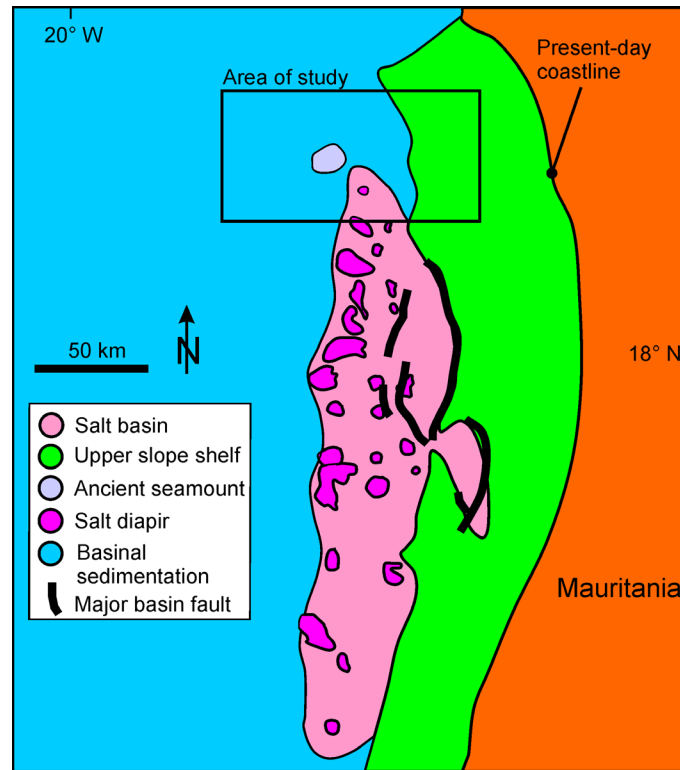 20° W
Present-day
coastline
Area of study
50 km
N
18° N
Salt basin
Upper slope shelf
Ancient seamount
Salt diapir
Basinal
sedimentation
Major basin fault
Mauritania